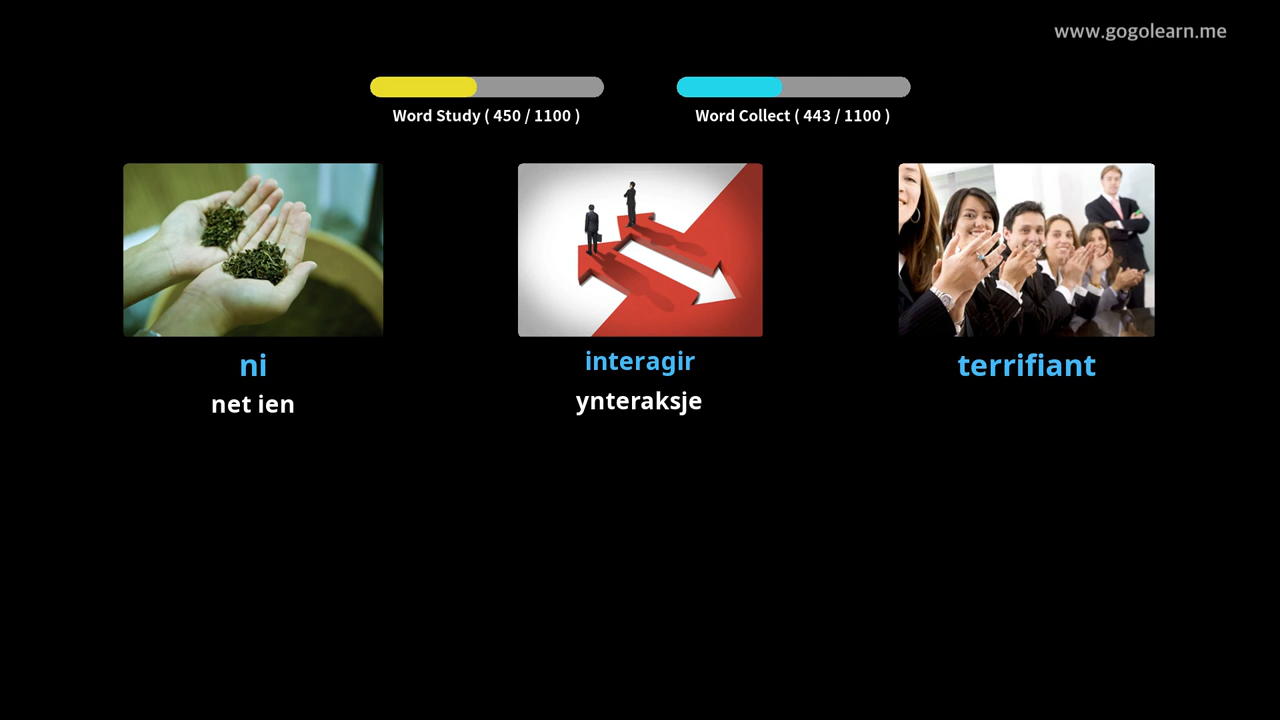 www.gogolearn.me
Word Study ( 450 / 1100 )
Word Collect ( 443 / 1100 )
ni
net ien
interagir
ynteraksje
terrifiant